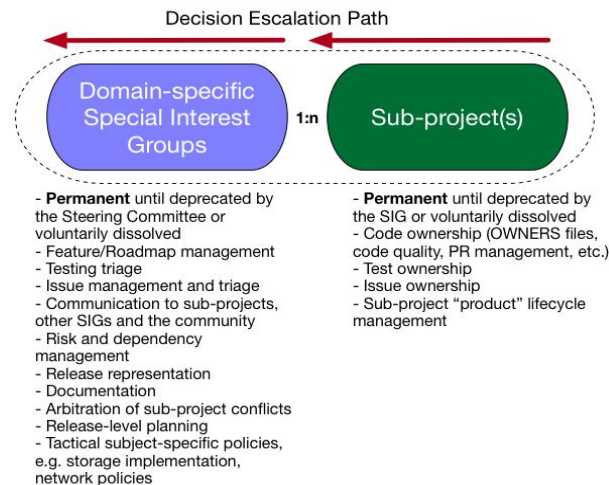 Decision Escalation Path
Domain-specific
Special Interest
Groups
1:n
Sub-project(s)
- Permanent until deprecated by
the Steering Committee or
voluntarily dissolved
- Feature/Roadmap management
- Testing triage
- Issue management and triage
- Communication to sub-projects,
other SIGs and the community
- Risk and dependency
management
- Release representation
- Documentation
- Arbitration of sub-project conflicts
- Release-level planning
- Tactical subject-specific policies,
e.g. storage implementation,
network policies
- Permanent until deprecated by
the SIG or voluntarily dissolved
- Code ownership (OWNERS files,
code quality, PR management, etc.)
- Test ownership
- Issue ownership
- Sub-project “product” lifecycle
management